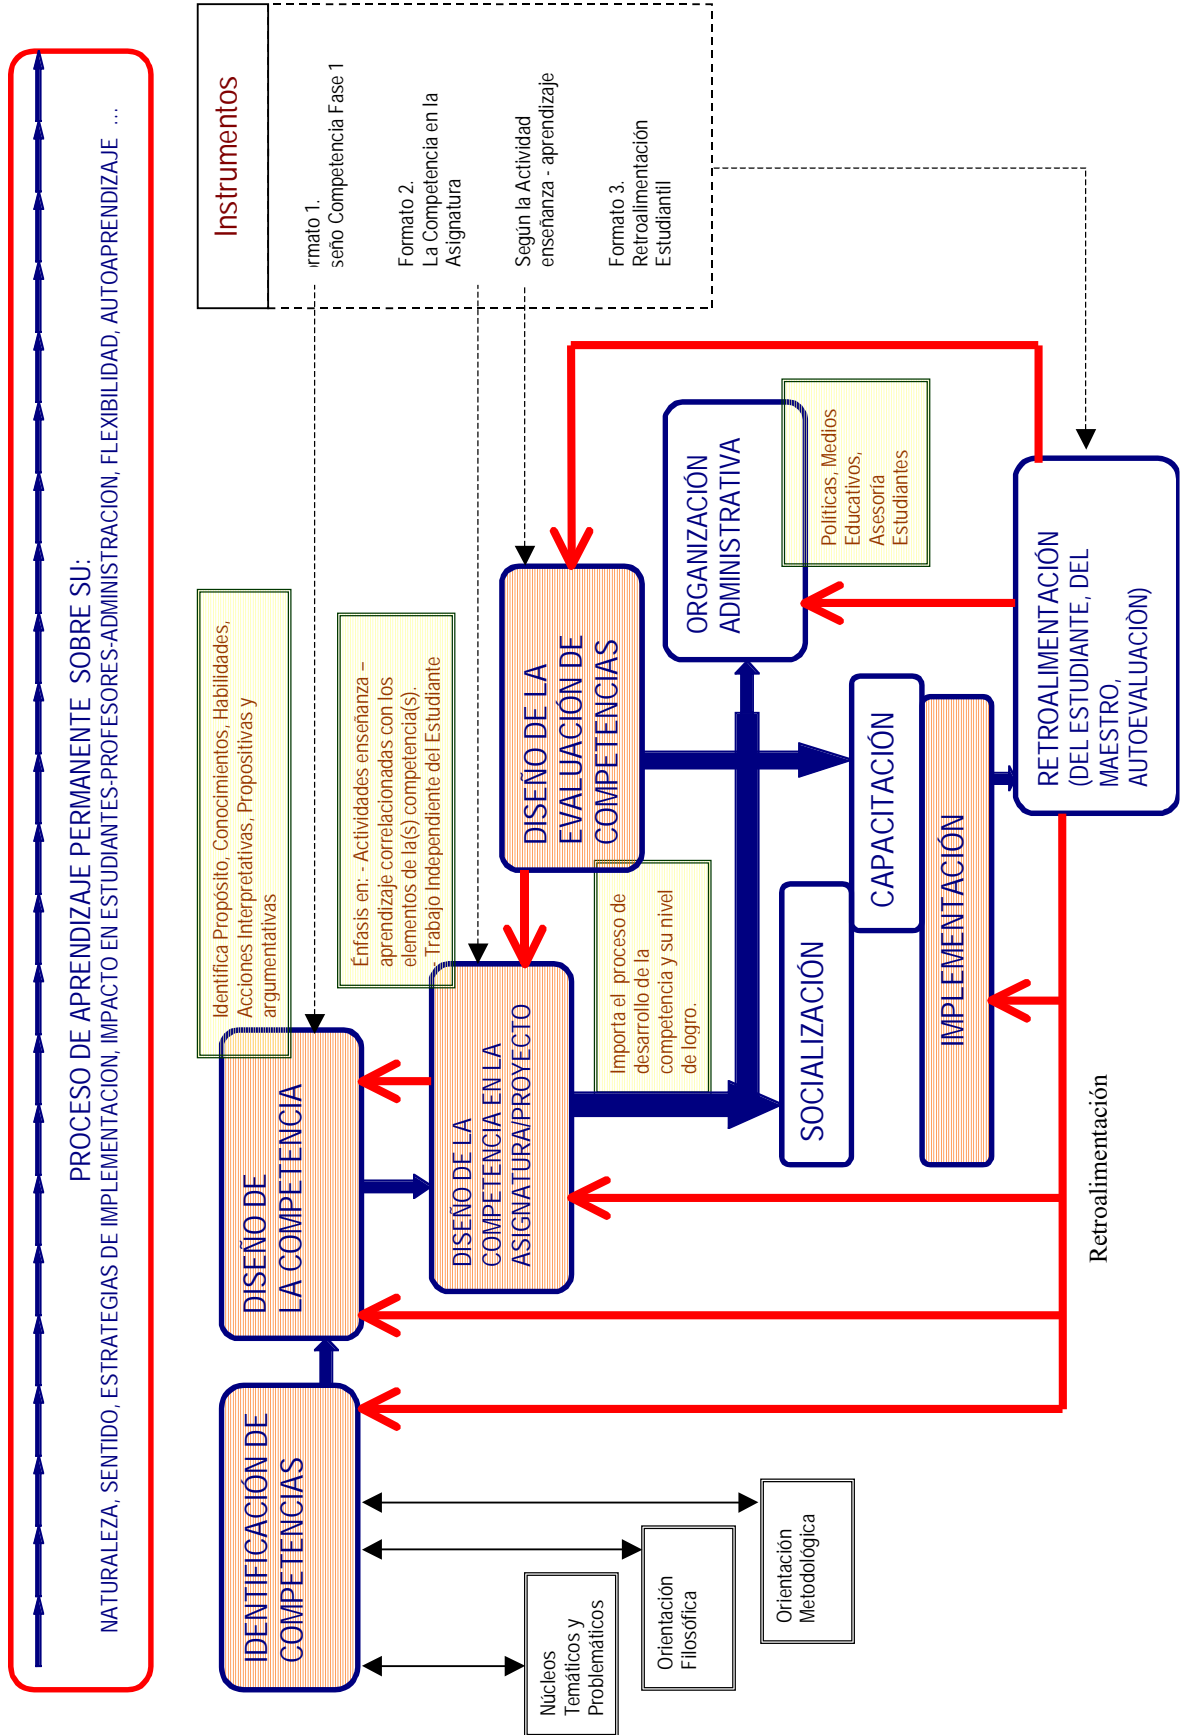 PROCESO DE APRENDIZAJE PERMANENTE SOBRE SU:
NATURALEZA, SENTIDO, ESTRATEGIAS DE IMPLEMENTACION, IMPACTO EN ESTUDIANTES-PROFESORES-ADMINISTRACION, FLEXIBILIDAD, AUTOAPRENDIZAJE ...
Instrumentos
rmato 1.
seño Competencia Fase 1
Formato 2.
La Competencia en la
Asignatura
Según la Actividad
enseñanza - aprendizaje
Formato 3.
Retroalimentación
Estudiantil
IDENTIFICACIÓN DE
COMPETENCIAS
Núcleos
Temáticos y
Problemáticos
Orientación
Filosófica
Orientación
Metodológica
DISEÑO DE
LA COMPETENCIA
Identifica Propósito, Conocimientos, Habilidades,
Acciones Interpretativas, Propositivas y
argumentativas
DISEÑO DE LA
COMPETENCIA EN LA
ASIGNATURA/PROYECTO
Énfasis en: - Actividades enseñanza –
aprendizaje correlacionadas con los
elementos de la(s) competencia(s).
- Trabajo Independiente del Estudiante
DISEÑO DE LA
EVALUACIÓN DE
COMPETENCIAS
Importa el proceso de
desarrollo de la
competencia y su nivel
de logro.
ORGANIZACIÓN
ADMINISTRATIVA
Políticas, Medios
Educativos,
Asesoría
Estudiantes
SOCIALIZACIÓN
CAPACITACIÓN
IMPLEMENTACIÓN
RETROALIMENTACIÓN
(DEL ESTUDIANTE, DEL
MAESTRO,
AUTOEVALUACIÒN)
Retroalimentación